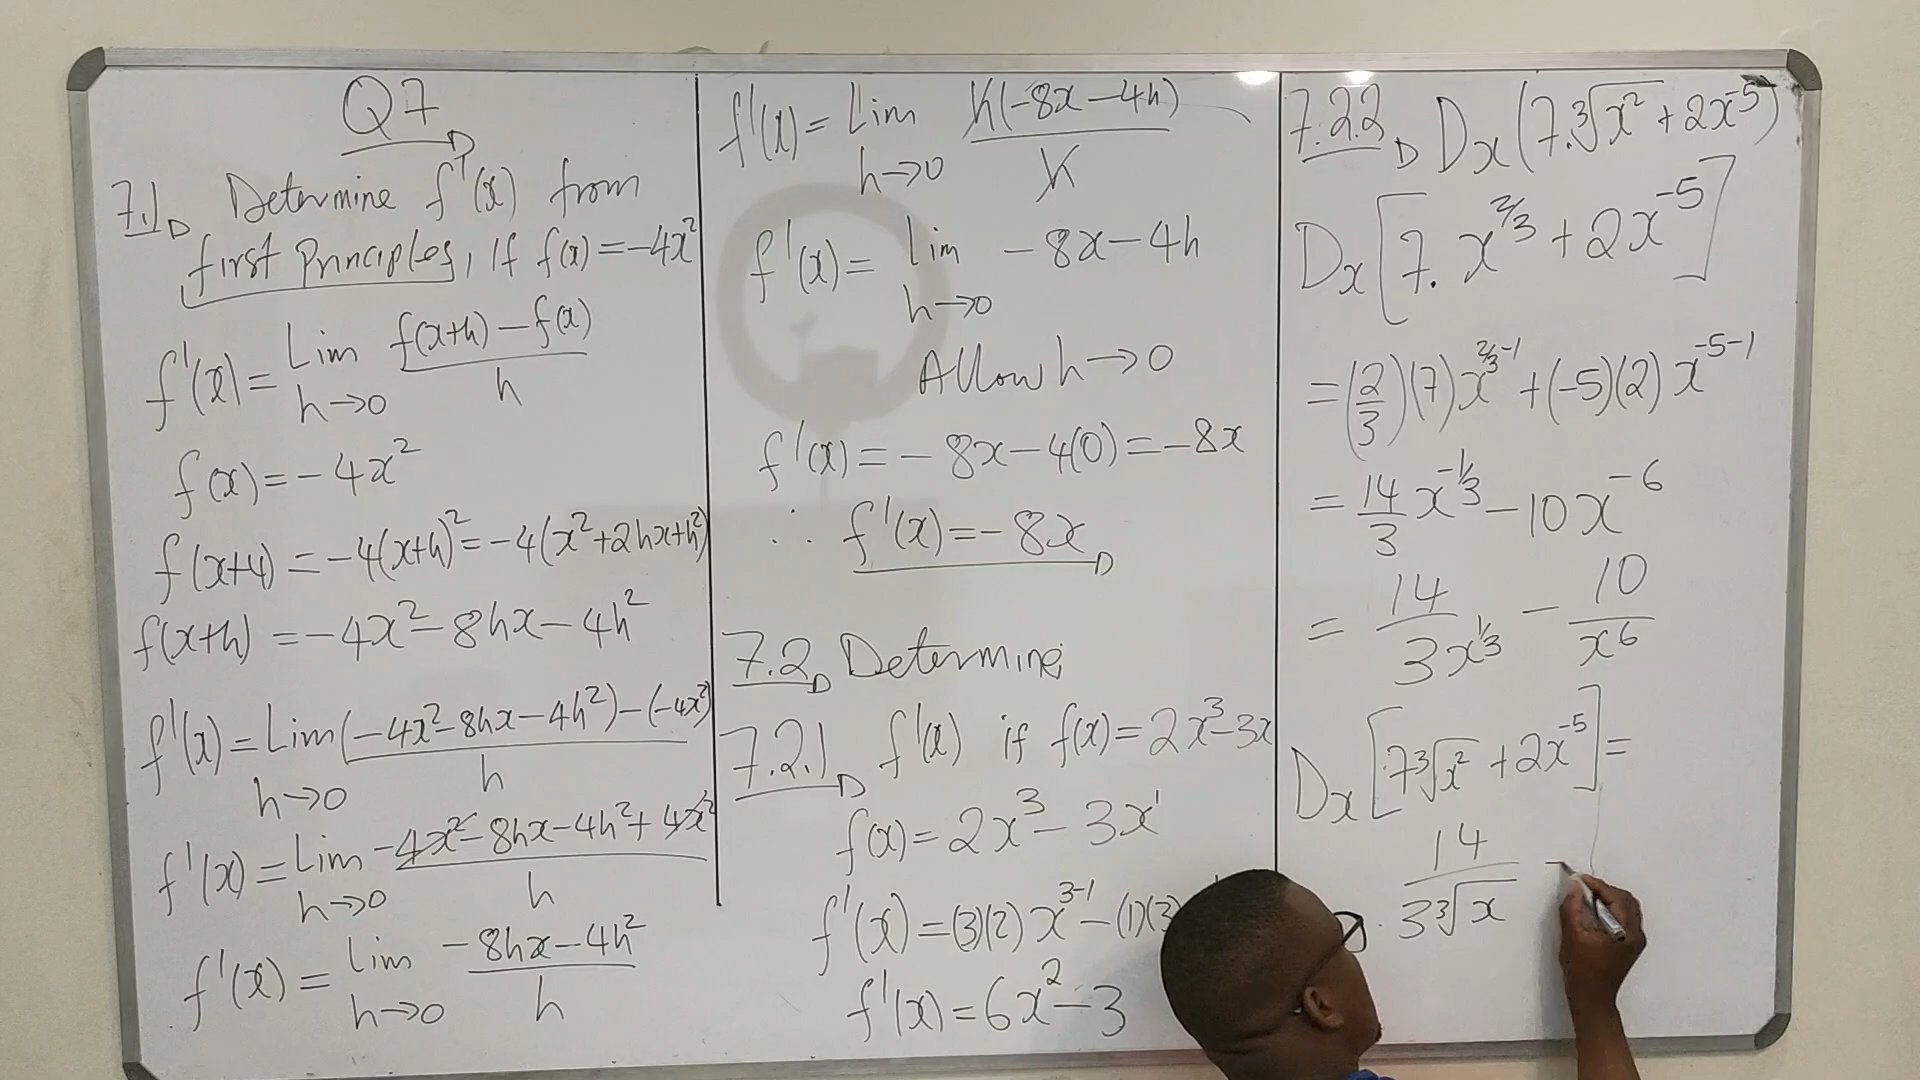 Q7
7.1 Determine f'(x) from
first principles, if f(x) = -4x²
f'(x) = Lim h→0 f(x+h) - f(x) / h
f(x) = -4x²
f(x+4) = -4(x+h)² = -4(x²+2hx+h²)
f(x+h) = -4x² - 8hx - 4h²
f'(x) = Lim h→0 (-4x² - 8hx - 4h²) - (-4x²) / h
f'(x) = Lim h→0 -4x² - 8hx - 4h² + 4x² / h
f'(x) = Lim h→0 -8hx - 4h² / h
f'(x) = Lim h→0 h(-8x - 4h) / h
f'(x) = Lim h→0 -8x - 4h
Allow h→0
f'(x) = -8x - 4(0) = -8x
∴ f'(x) = -8x
7.2 Determine;
7.2.1 f'(x) if f(x) = 2x³ - 3x
f(x) = 2x³ - 3x¹
f'(x) = (3)(2)x³⁻¹ - (1)(3)
f'(x) = 6x² - 3
7.2.2 Dx(7.∛x² + 2x⁻⁵)
Dx[7.x^2/3 + 2x⁻⁵]
= (2/3)(7)x^2/3-1 + (-5)(2)x⁻⁵⁻¹
= 14/3 x^-1/3 - 10x⁻⁶
= 14/3x^1/3 - 10/x⁶
Dx[7∛x² + 2x⁻⁵] =
14/3∛x -